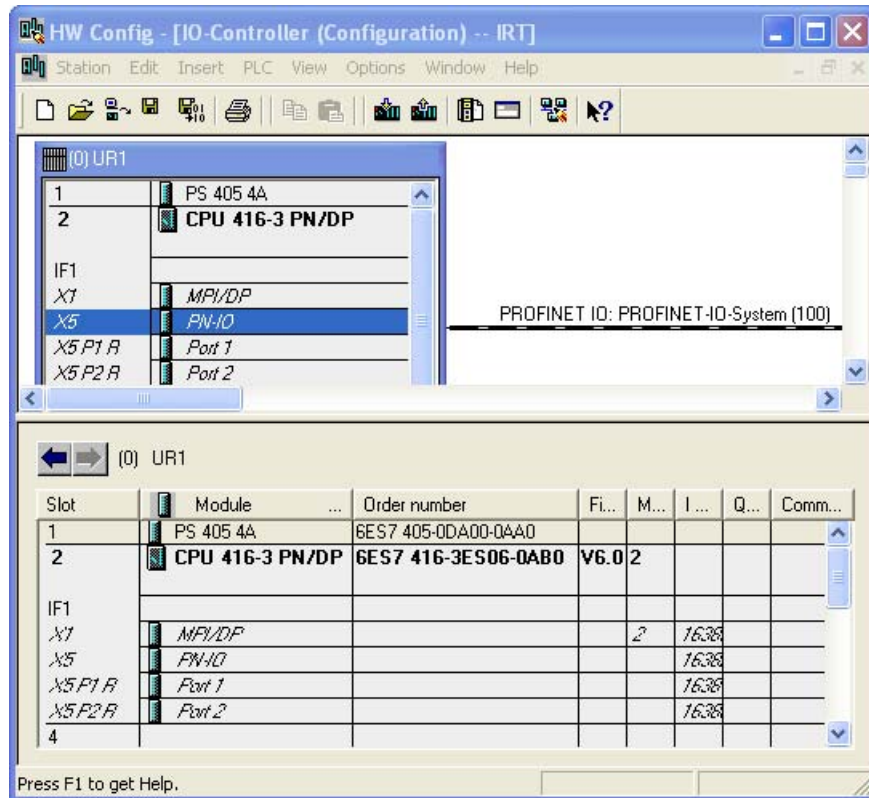 HW Config - [IO-Controller (Configuration) -- IRT]
Station Edit Insert PLC View Options Window Help
(0) UR1
1 PS 405 4A
2 CPU 416-3 PN/DP
IF1
X1 MPI/DP
X5 PN-IO
X5 P1 R Port 1
X5 P2 R Port 2
PROFINET IO: PROFINET-IO-System (100)
(0) UR1
Slot Module ... Order number Fi... M... I ... Q... Comm...
1 PS 405 4A 6ES7 405-0DA00-0AA0
2 CPU 416-3 PN/DP 6ES7 416-3ES06-0AB0 V6.0 2
IF1
X1 MPI/DP 2 1638
X5 PN-IO 1638
X5 P1 R Port 1 1638
X5 P2 R Port 2 1638
4
Press F1 to get Help.